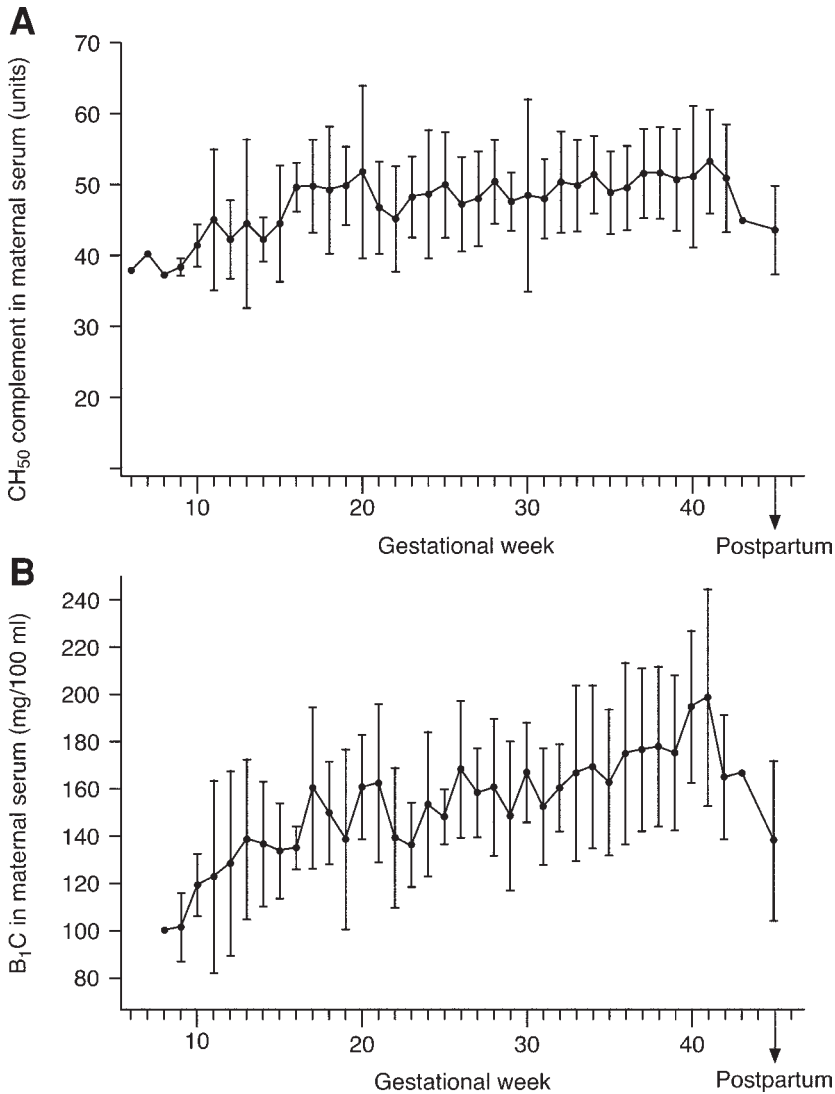 A
CH50 complement in maternal serum (units)
70
60
50
40
30
20
10 20 30 40
Gestational week Postpartum
B
B1C in maternal serum (mg/100 ml)
240
220
200
180
160
140
120
100
80
10 20 30 40
Gestational week Postpartum